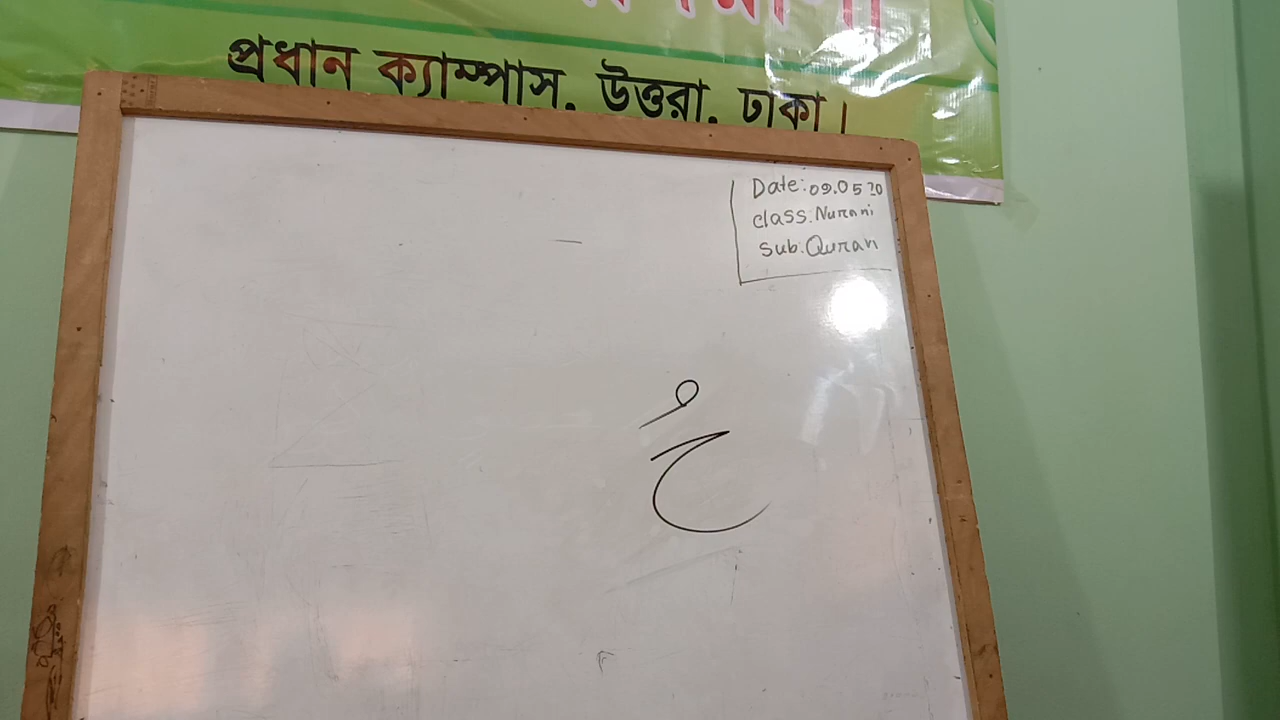 প্রধান ক্যাম্পাস, উত্তরা, ঢাকা।
Date: 09.05 20
class: Nurani
sub: Quran
حُ